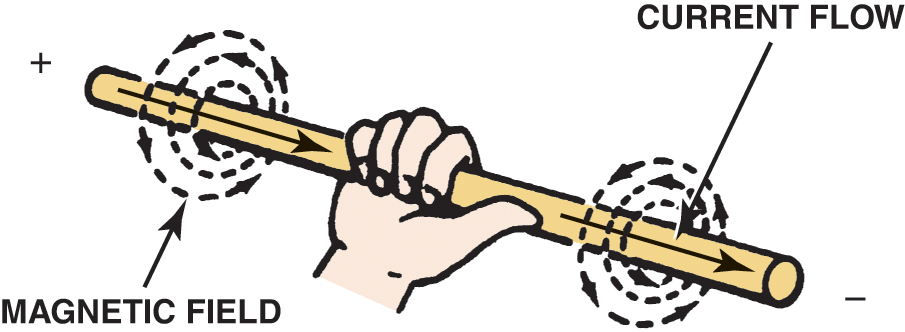 CURRENT FLOW
+
MAGNETIC FIELD
−